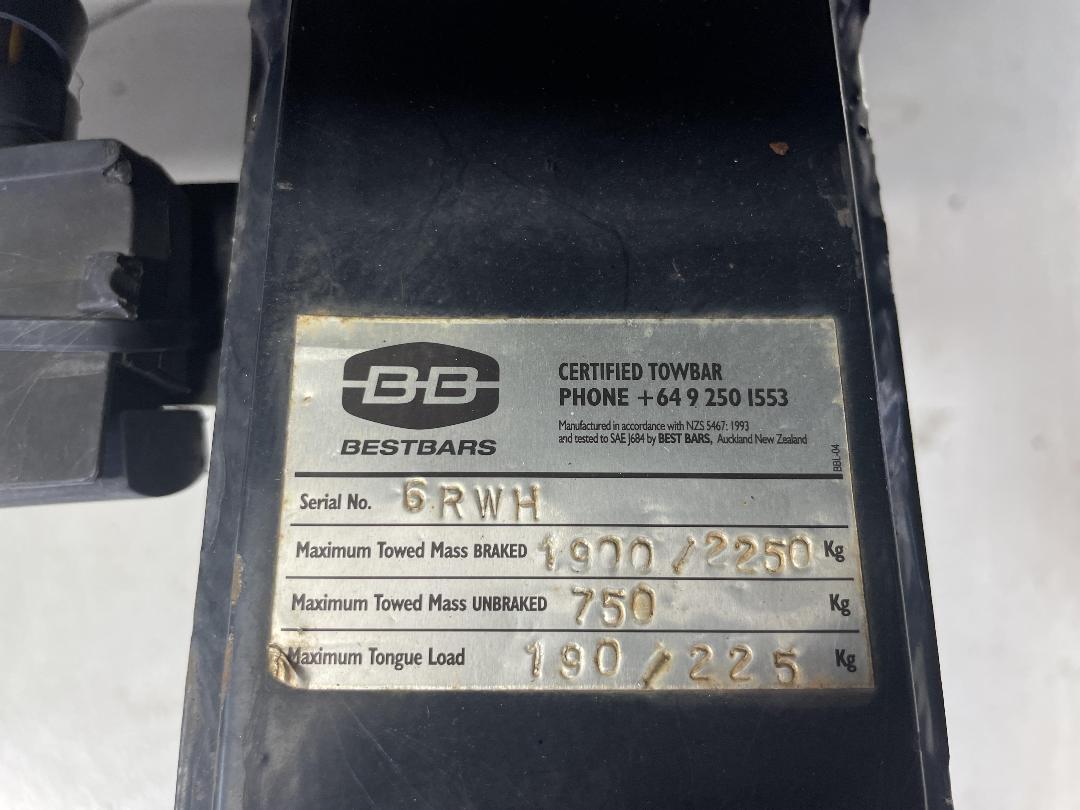 BB
BESTBARS
CERTIFIED TOWBAR
PHONE +64 9 250 1553
Manufactured in accordance with NZS 5467: 1993
and tested to SAE J684 by BEST BARS, Auckland New Zealand
BBL-04
Serial No. 6RWH
Maximum Towed Mass BRAKED 1900/2250 Kg
Maximum Towed Mass UNBRAKED 750 Kg
Maximum Tongue Load 190/225 Kg